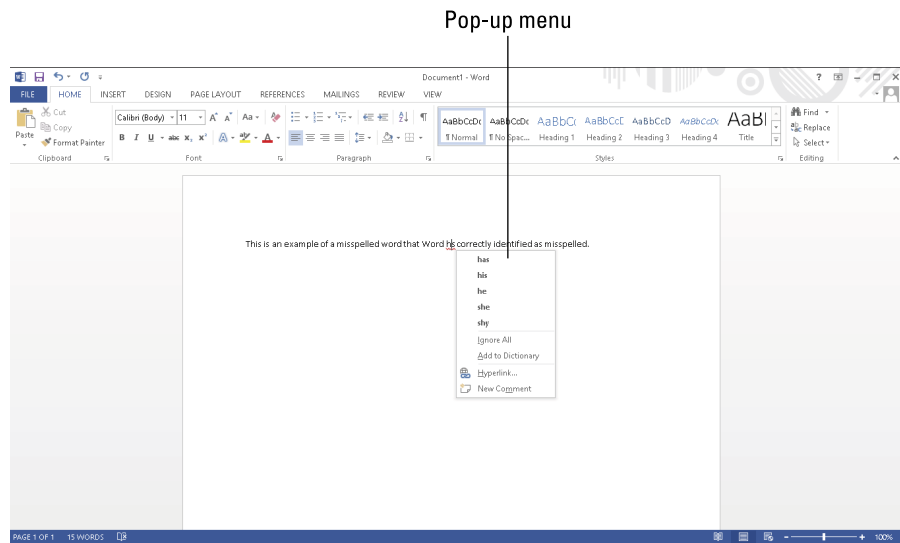 Pop-up menu
Document1 - Word
FILE HOME INSERT DESIGN PAGE LAYOUT REFERENCES MAILINGS REVIEW VIEW
Paste
Cut
Copy
Format Painter
Calibri (Body) 11
AaBbCcDc AaBbCcDc AaBbC( AaBbCcC AaBbCcD AaBbCcDc AaBl
¶ Normal ¶ No Spac... Heading 1 Heading 2 Heading 3 Heading 4 Title
Find
Replace
Select
Clipboard Font Paragraph Styles Editing
This is an example of a misspelled word that Word hs correctly identified as misspelled.
has
his
he
she
shy
Ignore All
Add to Dictionary
Hyperlink...
New Comment
PAGE 1 OF 1 15 WORDS 100%